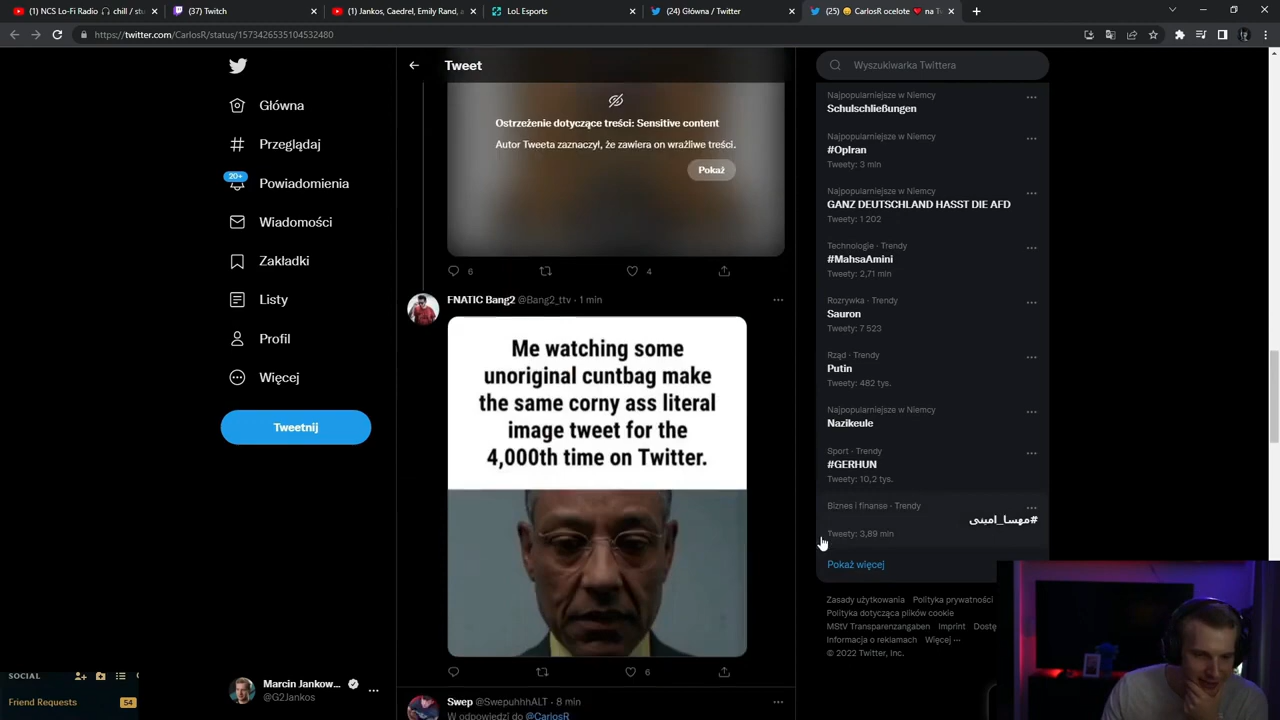 (1) NCS Lo-Fi Radio 🎧 chill / stu
(37) Twitch
(1) Jankos, Caedrel, Emily Rand, a
LoL Esports
(24) Główna / Twitter
(25) 😄 CarlosR ocelote ❤️ na T
https://twitter.com/CarlosR/status/1573426535104532480
Główna
Przeglądaj
20+
Powiadomienia
Wiadomości
Zakładki
Listy
Profil
Więcej
Tweetnij
Marcin Jankow...
@G2Jankos
SOCIAL
Friend Requests
54
Tweet
Ostrzeżenie dotyczące treści: Sensitive content
Autor Tweeta zaznaczył, że zawiera on wrażliwe treści.
Pokaż
6
4
FNATIC Bang2 @Bang2_ttv · 1 min
Me watching some
unoriginal cuntbag make
the same corny ass literal
image tweet for the
4,000th time on Twitter.
6
Swep @SwepuhhhALT · 8 min
W odpowiedzi do @CarlosR
Wyszukiwarka Twittera
Najpopularniejsze w Niemcy
Schulschließungen
Najpopularniejsze w Niemcy
#OpIran
Tweety: 3 mln
Najpopularniejsze w Niemcy
GANZ DEUTSCHLAND HASST DIE AFD
Tweety: 1 202
Technologie · Trendy
#MahsaAmini
Tweety: 2,71 mln
Rozrywka · Trendy
Sauron
Tweety: 7 523
Rząd · Trendy
Putin
Tweety: 482 tys.
Najpopularniejsze w Niemcy
Nazikeule
Sport · Trendy
#GERHUN
Tweety: 10,2 tys.
Biznes i finanse · Trendy
#مهسا_امینی
Tweety: 3,89 mln
Pokaż więcej
Zasady użytkowania Polityka prywatności
Polityka dotycząca plików cookie
MStV Transparenzangaben Imprint Dostę
Informacja o reklamach Więcej ···
© 2022 Twitter, Inc.